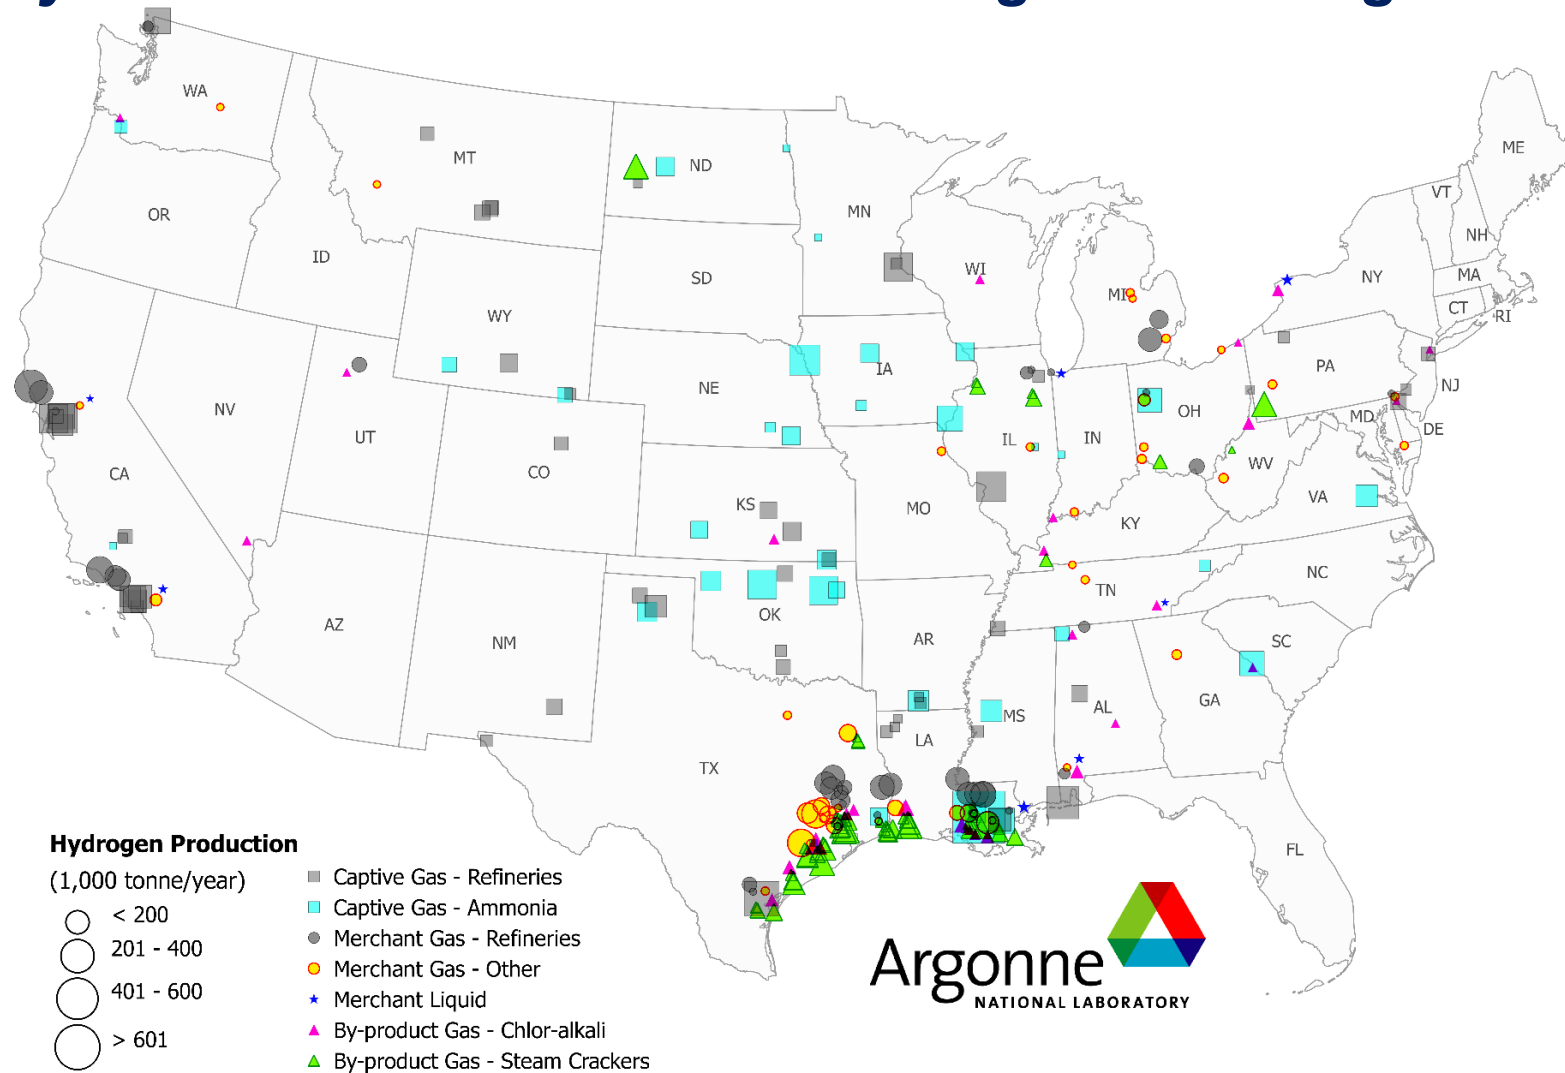 WA
MT
ND
MN
OR
ID
SD
WI
MI
NY
VT
ME
NH
MA
CT
RI
WY
IA
NE
PA
NJ
OH
MD
DE
NV
UT
CO
IL
IN
WV
VA
CA
KS
MO
KY
AZ
NM
OK
AR
TN
NC
SC
MS
AL
GA
LA
TX
FL
Hydrogen Production
(1,000 tonne/year)
< 200
201 - 400
401 - 600
> 601
Captive Gas - Refineries
Captive Gas - Ammonia
Merchant Gas - Refineries
Merchant Gas - Other
Merchant Liquid
By-product Gas - Chlor-alkali
By-product Gas - Steam Crackers
Argonne
NATIONAL LABORATORY